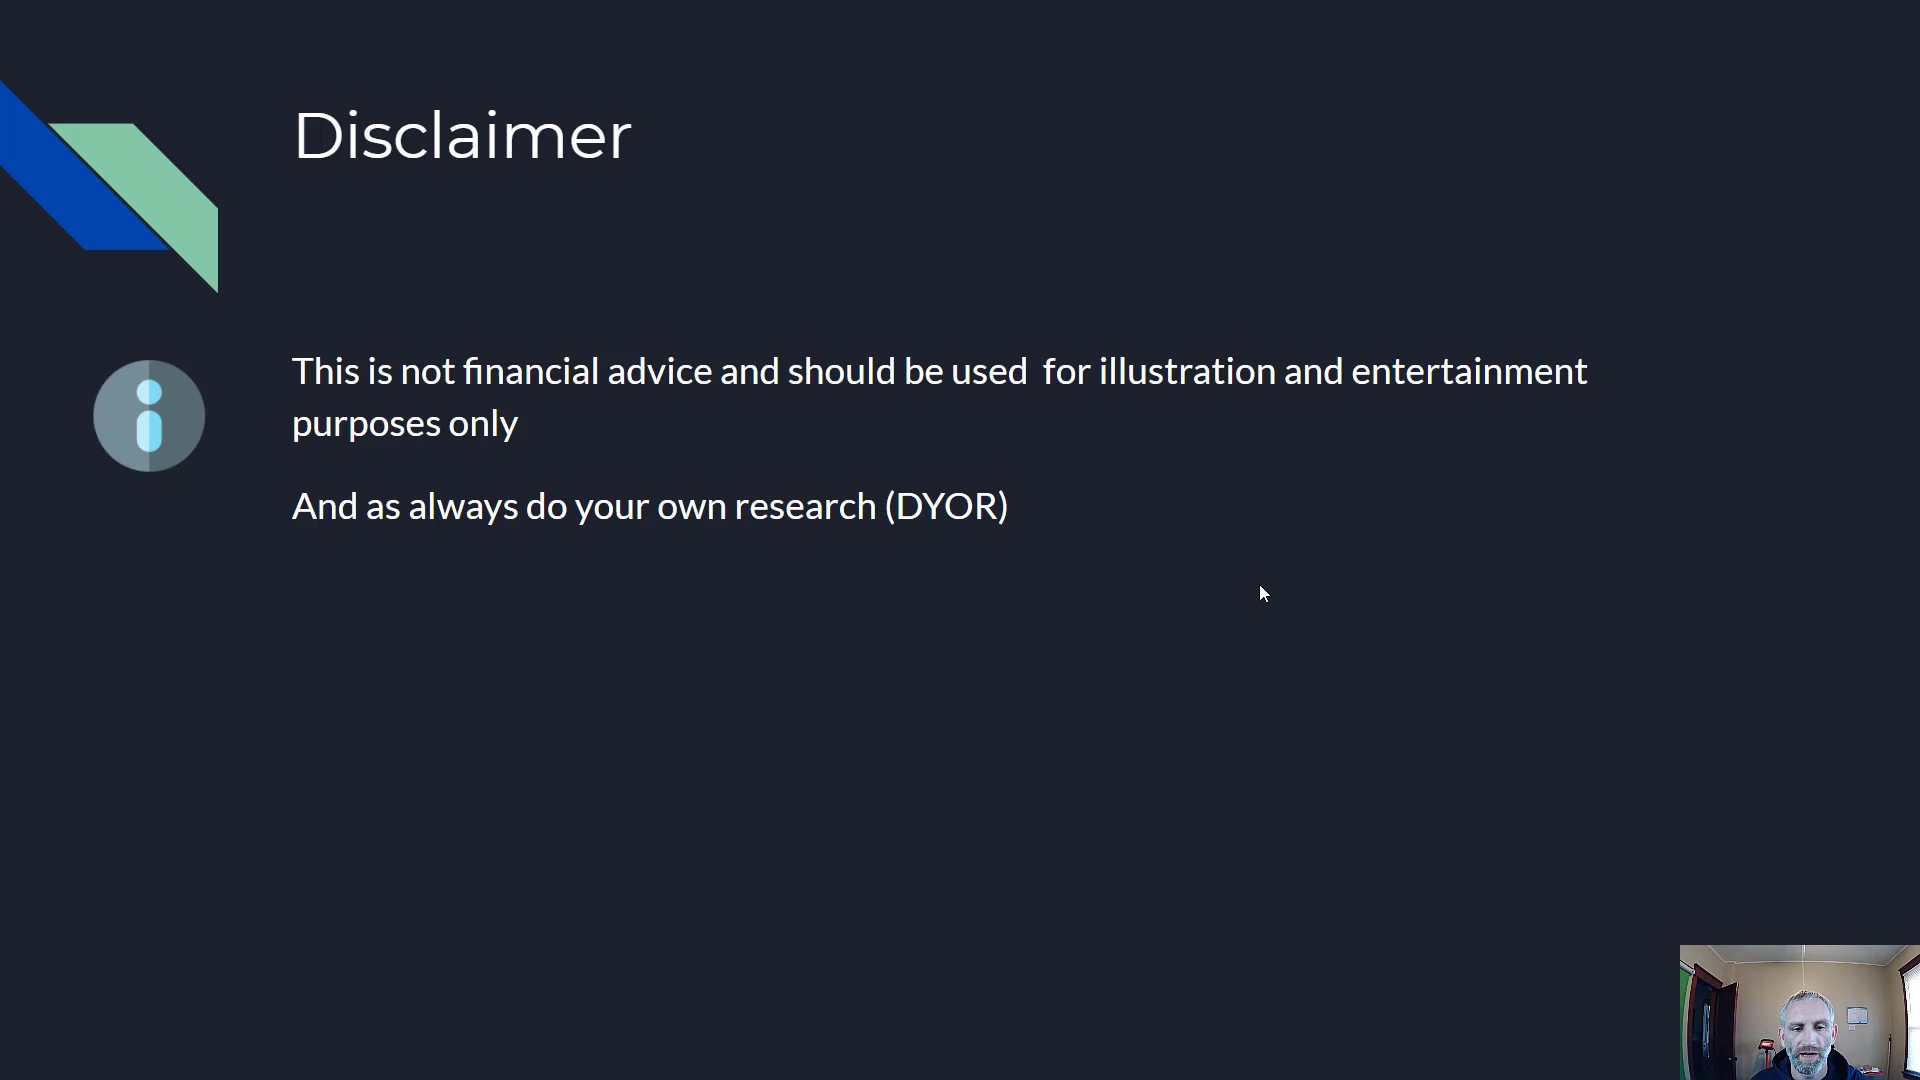 Disclaimer
This is not financial advice and should be used  for illustration and entertainment
purposes only
And as always do your own research (DYOR)